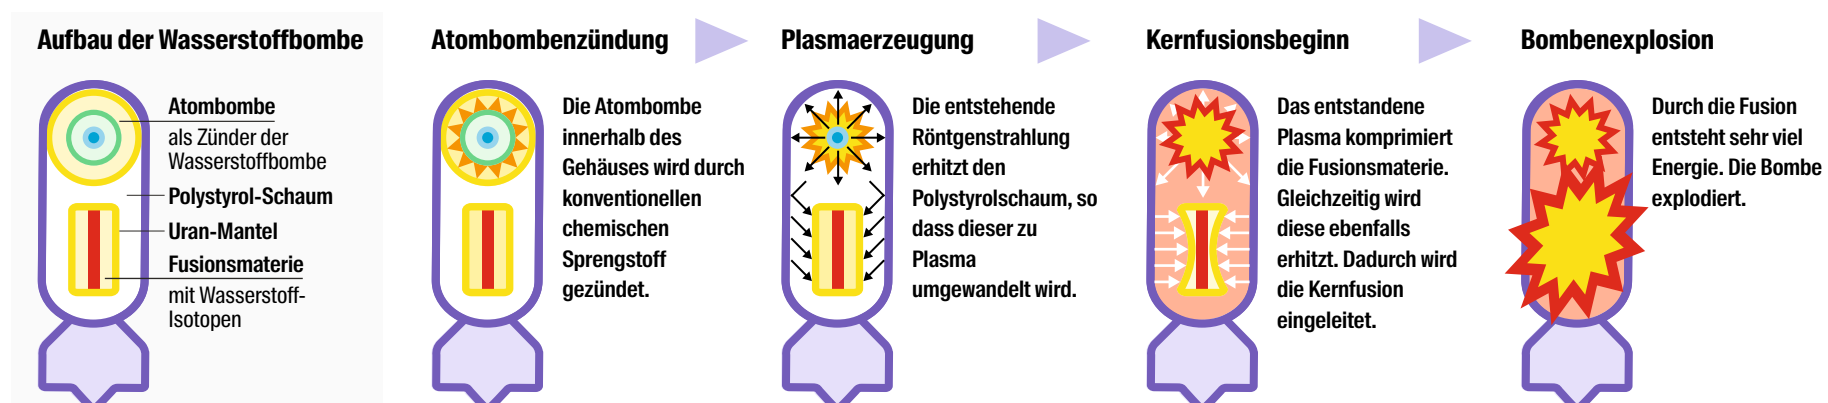 Aufbau der Wasserstoffbombe
Atombombe
als Zünder der
Wasserstoffbombe
Polystyrol-Schaum
Uran-Mantel
Fusionsmaterie
mit Wasserstoff-
Isotopen
Atombombenzündung
Die Atombombe
innerhalb des
Gehäuses wird durch
konventionellen
chemischen
Sprengstoff
gezündet.
Plasmaerzeugung
Die entstehende
Röntgenstrahlung
erhitzt den
Polystyrolschaum, so
dass dieser zu
Plasma
umgewandelt wird.
Kernfusionsbeginn
Das entstandene
Plasma komprimiert
die Fusionsmaterie.
Gleichzeitig wird
diese ebenfalls
erhitzt. Dadurch wird
die Kernfusion
eingeleitet.
Bombenexplosion
Durch die Fusion
entsteht sehr viel
Energie. Die Bombe
explodiert.